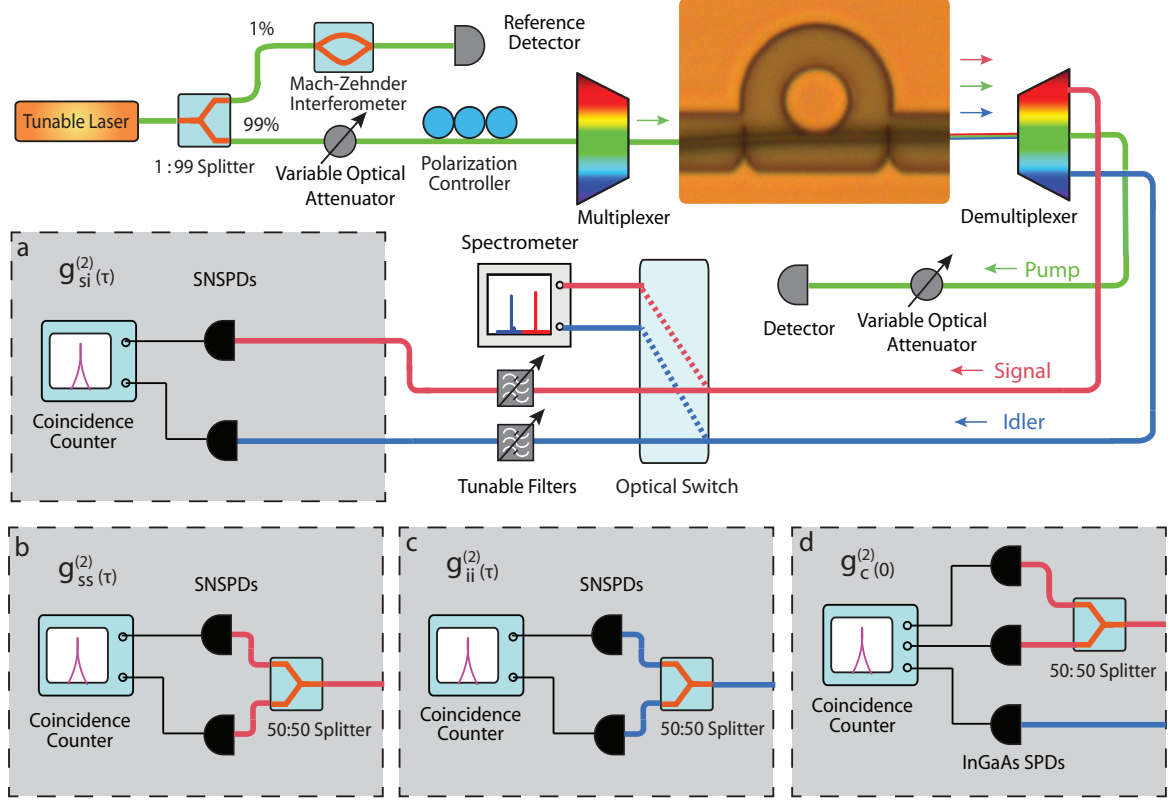 1%
Reference
Detector
Mach-Zehnder
Interferometer
Tunable Laser
99%
1 : 99 Splitter
Variable Optical
Attenuator
Polarization
Controller
Multiplexer
Demultiplexer
a
g(2)si (τ)
SNSPDs
Coincidence
Counter
Spectrometer
Pump
Detector
Variable Optical
Attenuator
Signal
Idler
Tunable Filters
Optical Switch
b
g(2)ss (τ)
SNSPDs
Coincidence
Counter
50:50 Splitter
c
g(2)ii (τ)
SNSPDs
Coincidence
Counter
50:50 Splitter
d
g(2)c (0)
50: 50 Splitter
Coincidence
Counter
InGaAs SPDs